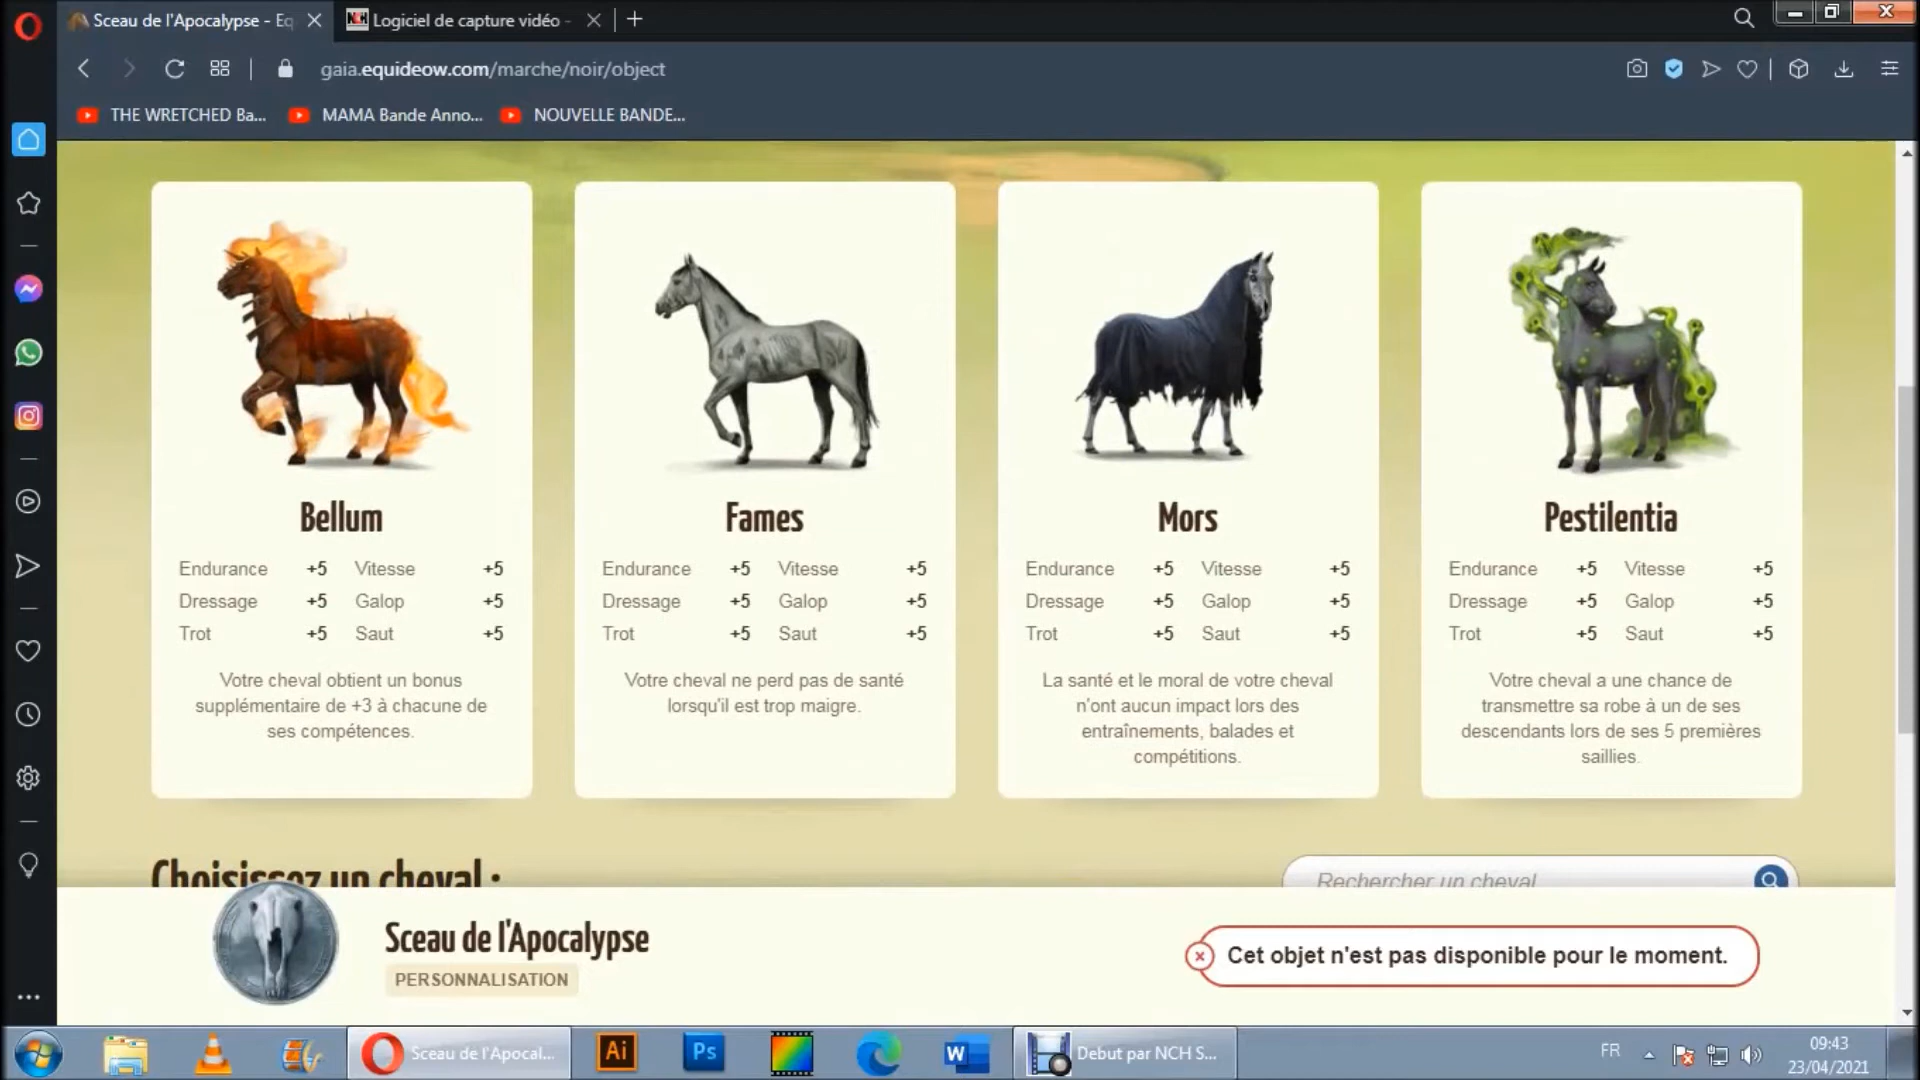 Sceau de l'Apocalypse - Eq
Logiciel de capture vidéo -
gaia.equideow.com/marche/noir/object
THE WRETCHED Ba...
MAMA Bande Anno...
NOUVELLE BANDE...
Bellum
Endurance +5 Vitesse +5
Dressage +5 Galop +5
Trot +5 Saut +5
Votre cheval obtient un bonus
supplémentaire de +3 à chacune de
ses compétences.
Fames
Endurance +5 Vitesse +5
Dressage +5 Galop +5
Trot +5 Saut +5
Votre cheval ne perd pas de santé
lorsqu'il est trop maigre.
Mors
Endurance +5 Vitesse +5
Dressage +5 Galop +5
Trot +5 Saut +5
La santé et le moral de votre cheval
n'ont aucun impact lors des
entraînements, balades et
compétitions.
Pestilentia
Endurance +5 Vitesse +5
Dressage +5 Galop +5
Trot +5 Saut +5
Votre cheval a une chance de
transmettre sa robe à un de ses
descendants lors de ses 5 premières
saillies.
Choisissez un cheval :
Rechercher un cheval
Sceau de l'Apocalypse
PERSONNALISATION
Cet objet n'est pas disponible pour le moment.
Sceau de l'Apocal...
Ai
Ps
W
Debut par NCH S...
FR
09:43
23/04/2021